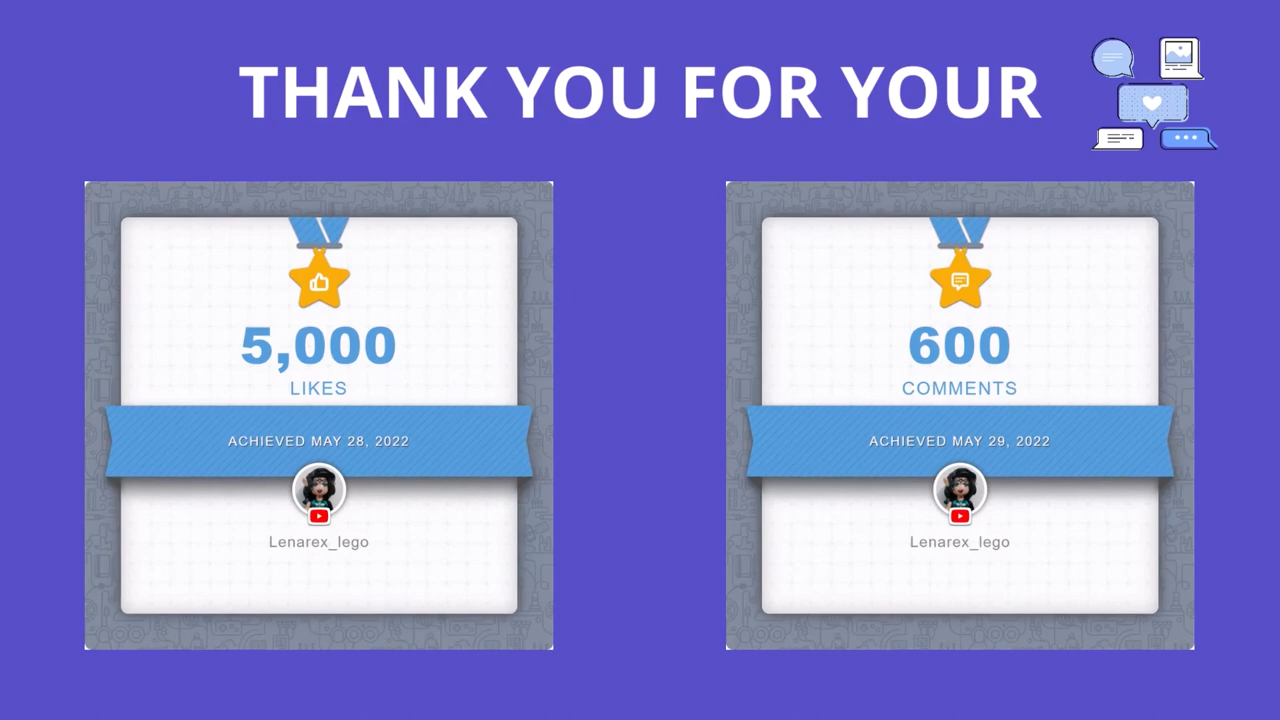 THANK YOU FOR YOUR
5,000
LIKES
ACHIEVED MAY 28, 2022
Lenarex_lego
600
COMMENTS
ACHIEVED MAY 29, 2022
Lenarex_lego